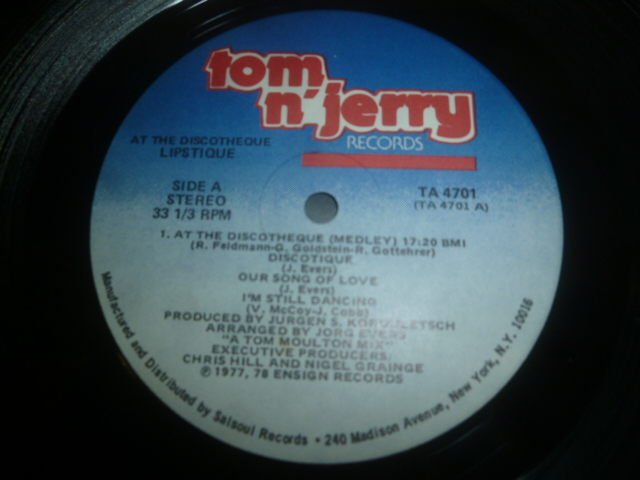 tom
n' jerry
RECORDS
AT THE DISCOTHEQUE
LIPSTIQUE
SIDE A
STEREO
33 1/3 RPM
TA 4701
(TA 4701 A)
1. AT THE DISCOTHEQUE (MEDLEY) 17:20 BMI
(R. Feldmann-G. Goldstein-R. Gottehrer)
DISCOTIQUE
(J. Evers)
OUR SONG OF LOVE
(J. Evers)
I'M STILL DANCING
(V. McCoy-J. Cobb)
PRODUCED BY JURGEN S.
ARRANGED BY JORG EVERS
"A TOM MOULTON MIX"
EXECUTIVE PRODUCERS:
CHRIS HILL AND NIGEL GRAINGE
℗1977, 78 ENSIGN RECORDS
Manufactured and Distributed by Salsoul Records • 240 Madison Avenue, New York, N.Y. 10016